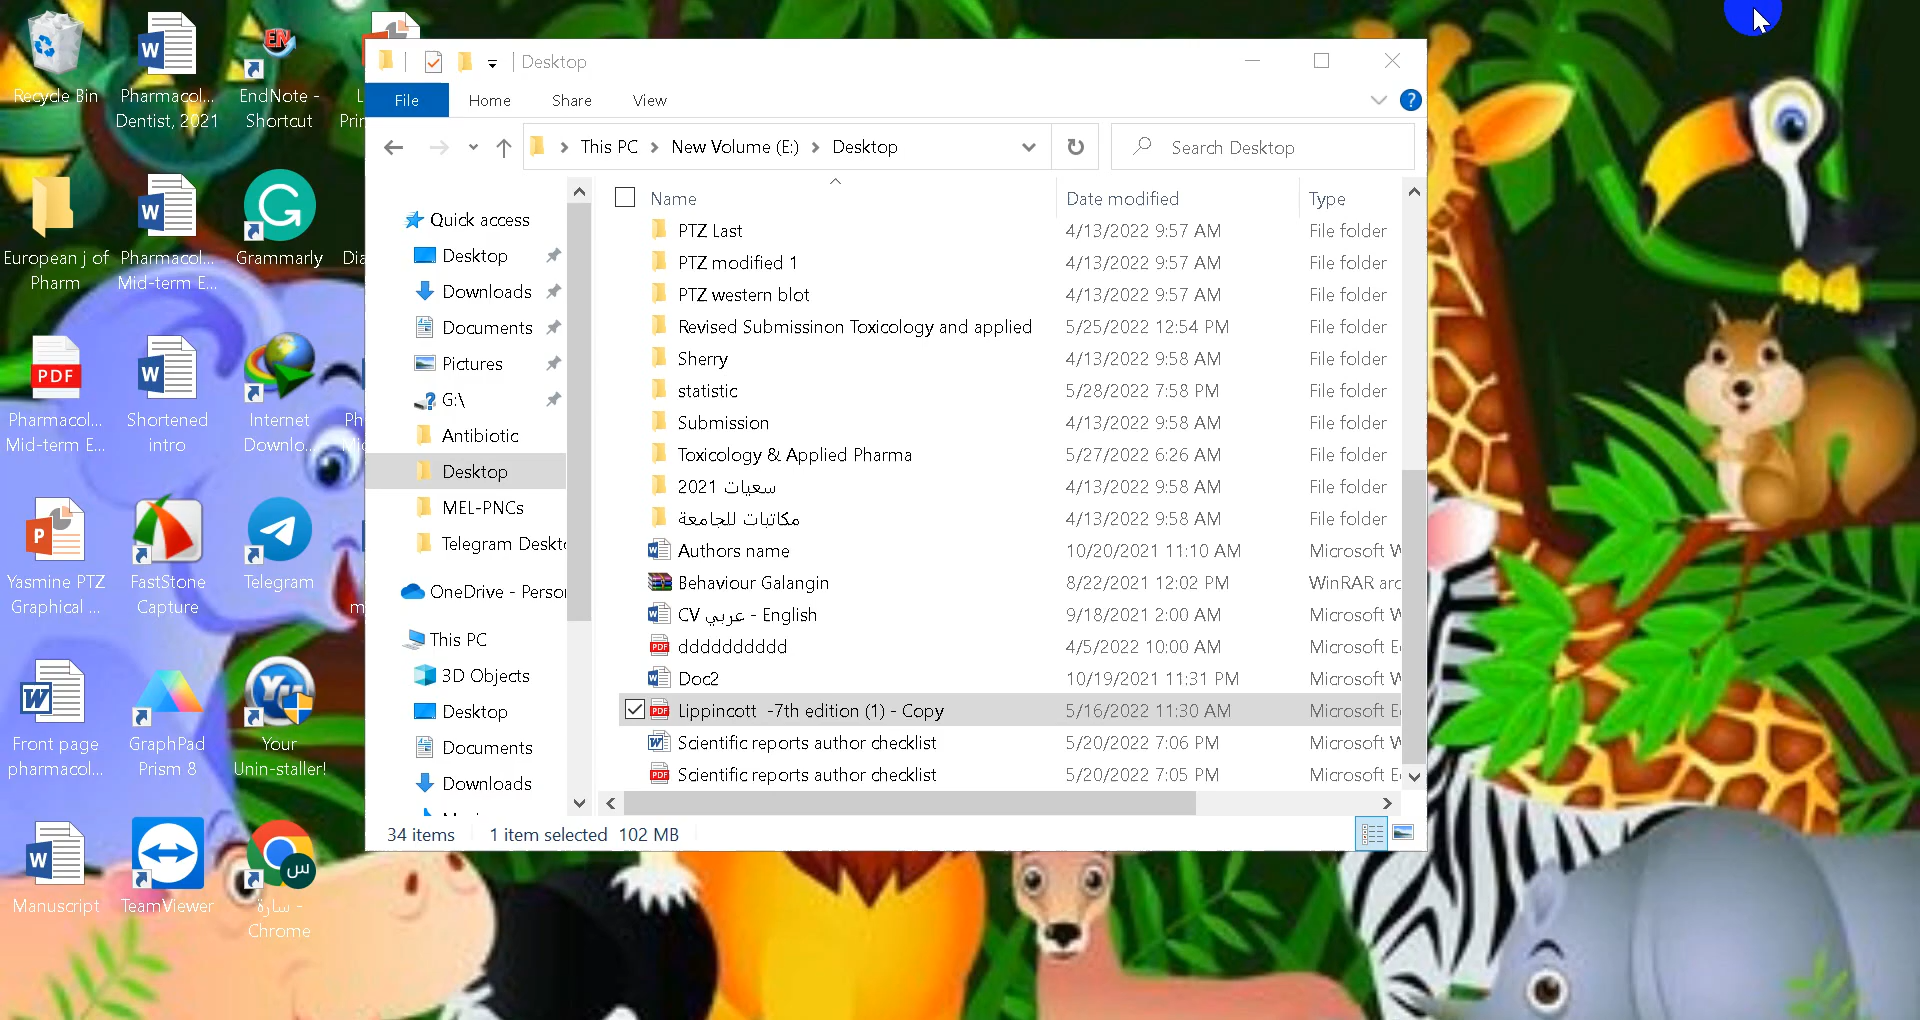 Recycle Bin
Pharmacol...
Dentist, 2021
EndNote -
Shortcut
European j of
Pharm
Pharmacol...
Mid-term E...
Grammarly
PDF
Pharmacol...
Mid-term E...
Shortened
intro
Internet
Downlo...
Yasmine PTZ
Graphical ...
FastStone
Capture
Telegram
Front page
pharmacol...
GraphPad
Prism 8
Your
Unin-staller!
Manuscript
TeamViewer
سارة -
Chrome
Desktop
File
Home
Share
View
This PC
New Volume (E:)
Desktop
Search Desktop
Quick access
Desktop
Downloads
Documents
Pictures
G:\
Antibiotic
Desktop
MEL-PNCs
Telegram Deskt
OneDrive - Perso
This PC
3D Objects
Desktop
Documents
Downloads
Name Date modified Type
PTZ Last 4/13/2022 9:57 AM File folder
PTZ modified 1 4/13/2022 9:57 AM File folder
PTZ western blot 4/13/2022 9:57 AM File folder
Revised Submissinon Toxicology and applied 5/25/2022 12:54 PM File folder
Sherry 4/13/2022 9:58 AM File folder
statistic 5/28/2022 7:58 PM File folder
Submission 4/13/2022 9:58 AM File folder
Toxicology & Applied Pharma 5/27/2022 6:26 AM File folder
سعيات 2021 4/13/2022 9:58 AM File folder
مكاتبات للجامعة 4/13/2022 9:58 AM File folder
Authors name 10/20/2021 11:10 AM Microsoft W
Behaviour Galangin 8/22/2021 12:02 PM WinRAR arc
CV عربي - English 9/18/2021 2:00 AM Microsoft W
dddddddddd 4/5/2022 10:00 AM Microsoft E
Doc2 10/19/2021 11:31 PM Microsoft W
Lippincott -7th edition (1) - Copy 5/16/2022 11:30 AM Microsoft E
Scientific reports author checklist 5/20/2022 7:06 PM Microsoft W
Scientific reports author checklist 5/20/2022 7:05 PM Microsoft E
34 items 1 item selected 102 MB